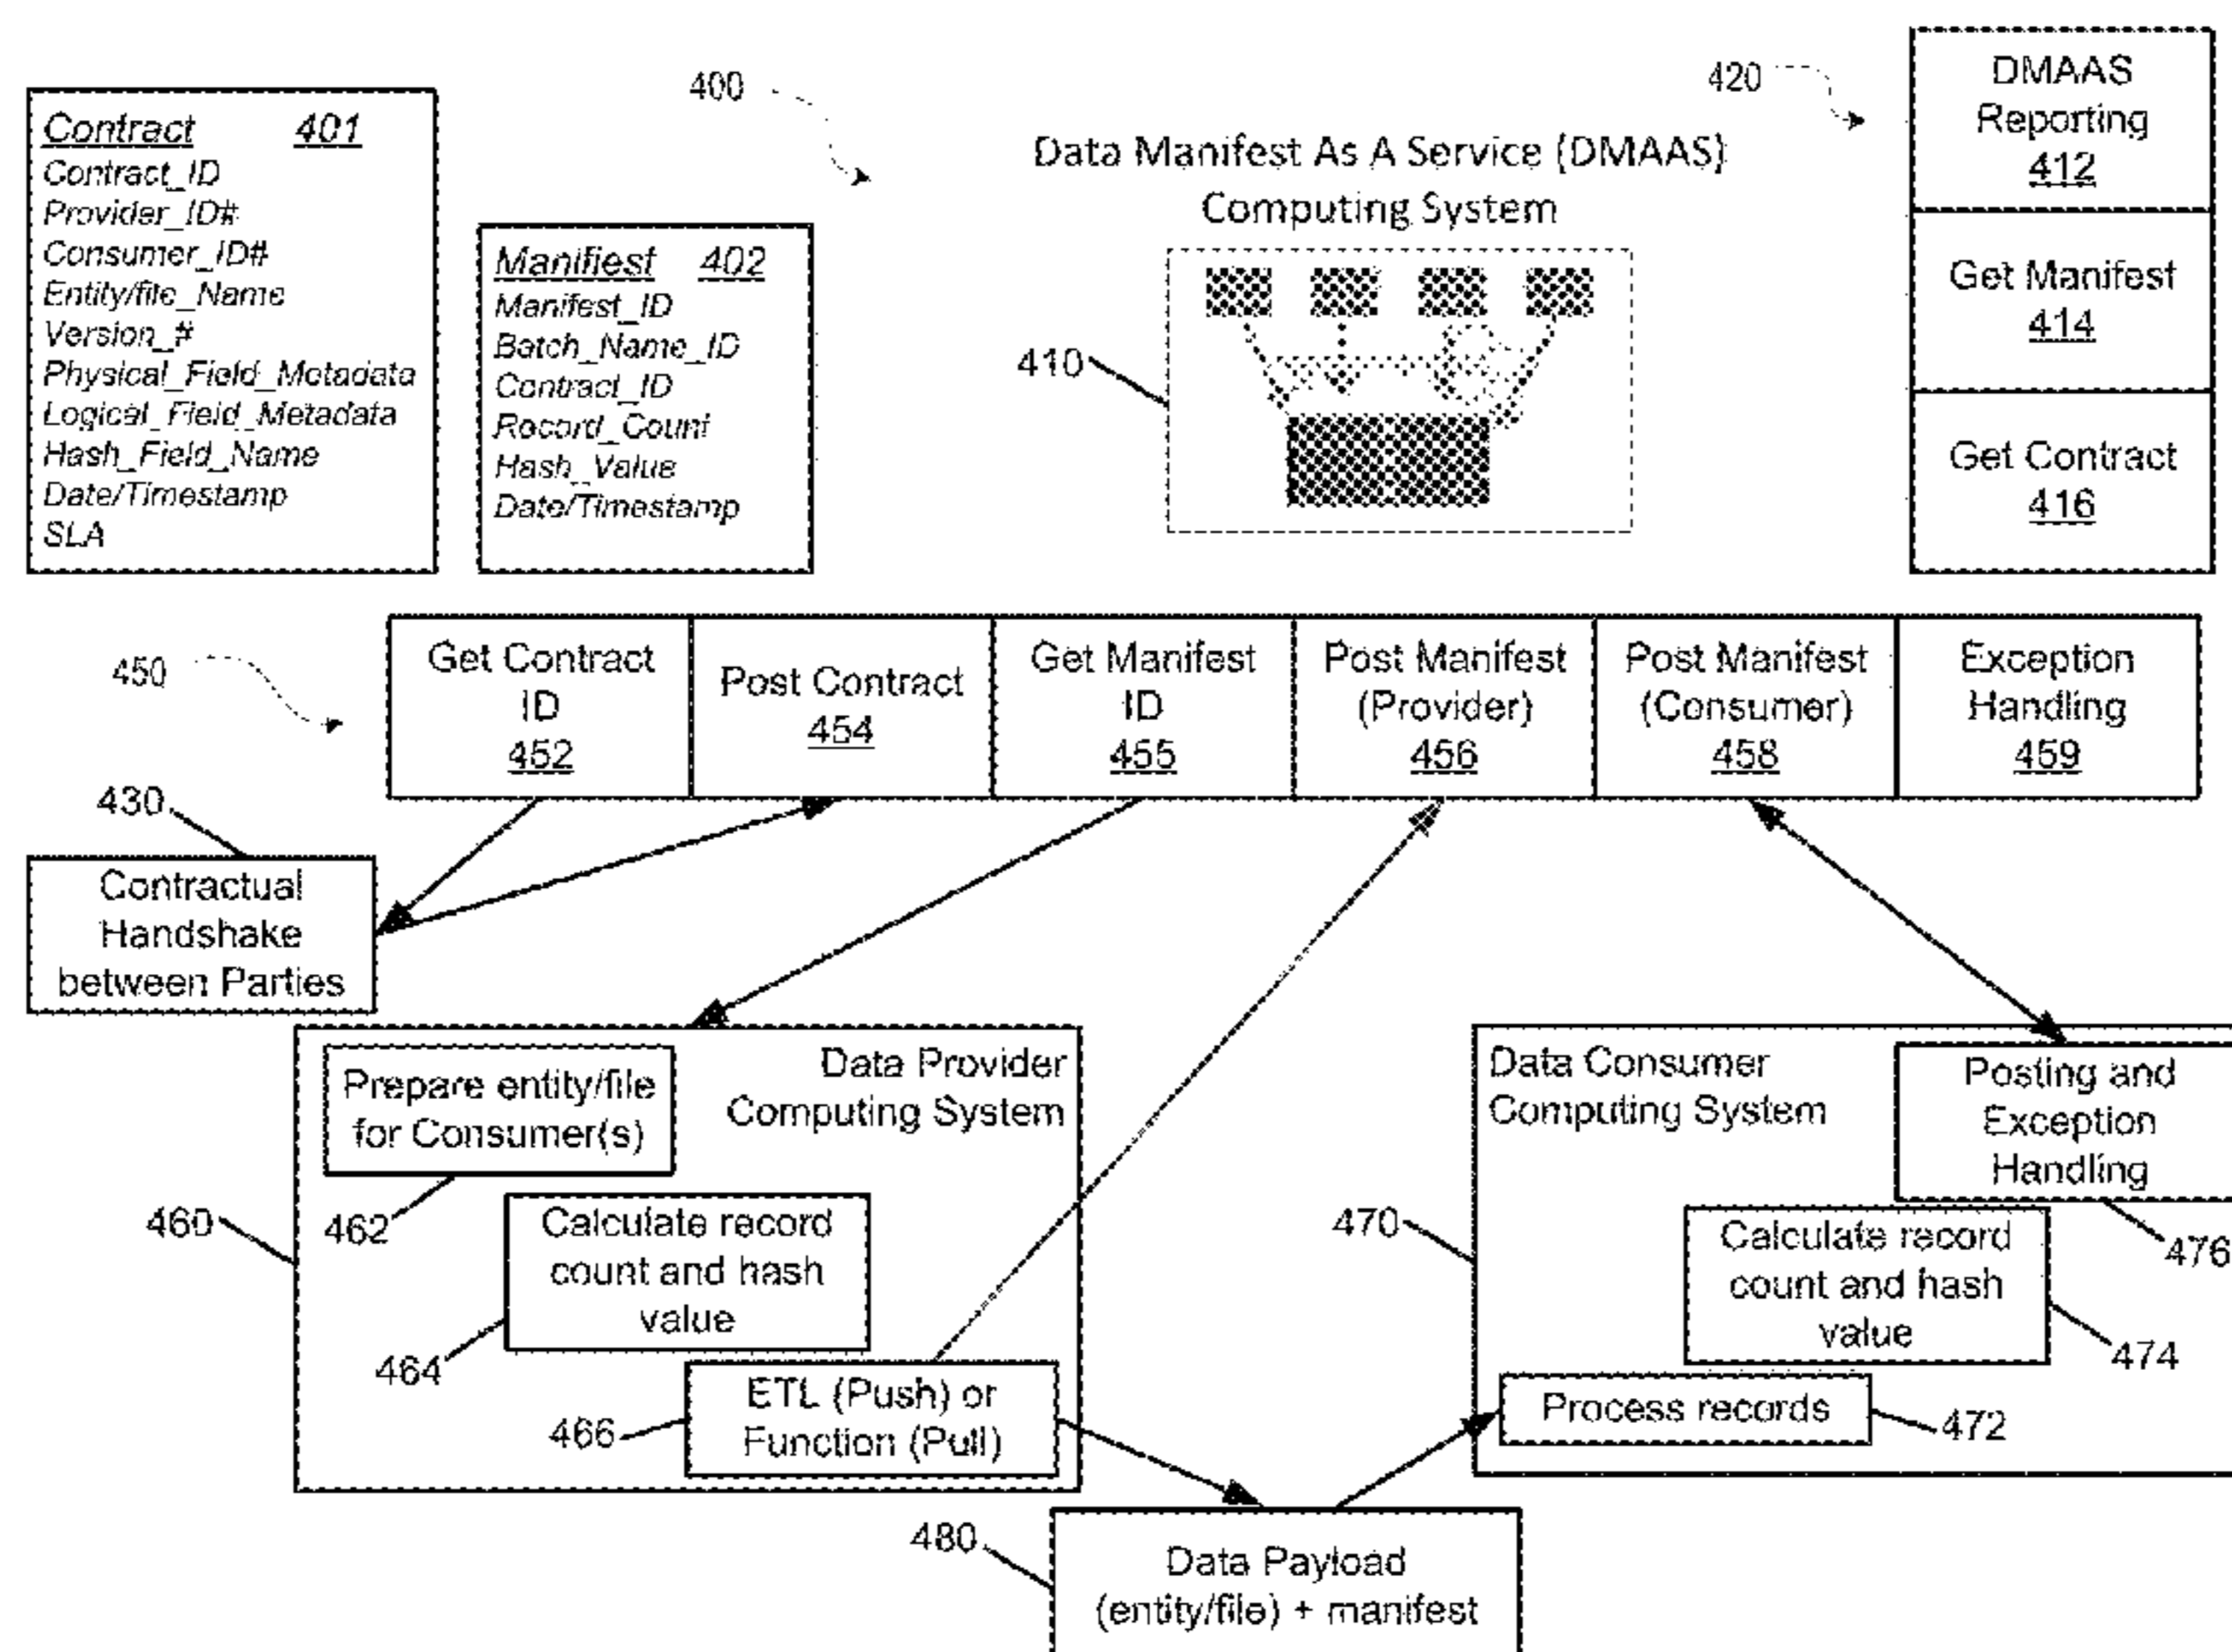 Contract 401
Contract_ID
Provider_ID#
Consumer_ID#
Entity/file_Name
Version_#
Physical_Field_Metadata
Logical_Field_Metadata
Hash_Field_Name
Date/Timestamp
SLA
Manifiest 402
Manifest_ID
Batch_Name_ID
Contract_ID
Record_Count
Hash_Value
Date/Timestamp
400
Data Manifest As A Service (DMAAS)
Computing System
410
420
DMAAS
Reporting
412
Get Manifest
414
Get Contract
416
450
Get Contract
ID
452
Post Contract
454
Get Manifest
ID
455
Post Manifest
(Provider)
456
Post Manifest
(Consumer)
458
Exception
Handling
459
430
Contractual
Handshake
between Parties
460
Data Provider
Computing System
Prepare entity/file
for Consumer(s)
462
Calculate record
count and hash
value
464
ETL (Push) or
Function (Pull)
466
470
Data Consumer
Computing System
Posting and
Exception
Handling
476
Calculate record
count and hash
value
474
Process records
472
480
Data Payload
(entity/file) + manifest